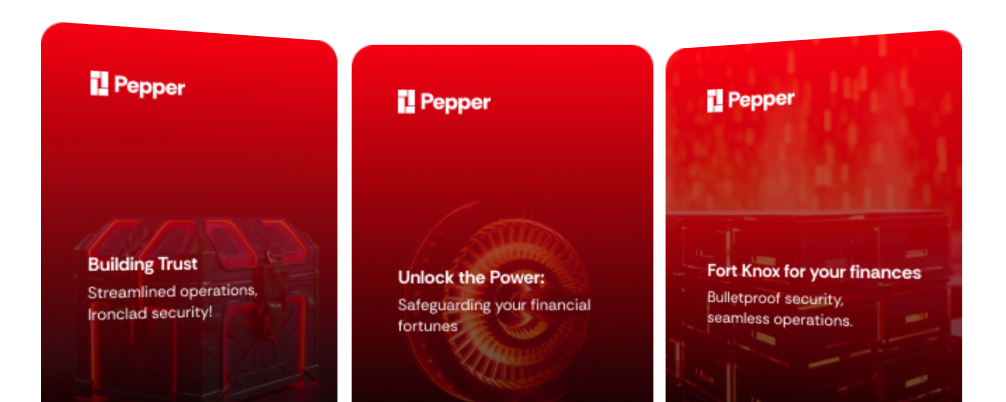 Pepper
Building Trust
Streamlined operations,
Ironclad security!
Pepper
Unlock the Power:
Safeguarding your financial
fortunes
Pepper
Fort Knox for your finances
Bulletproof security,
seamless operations.